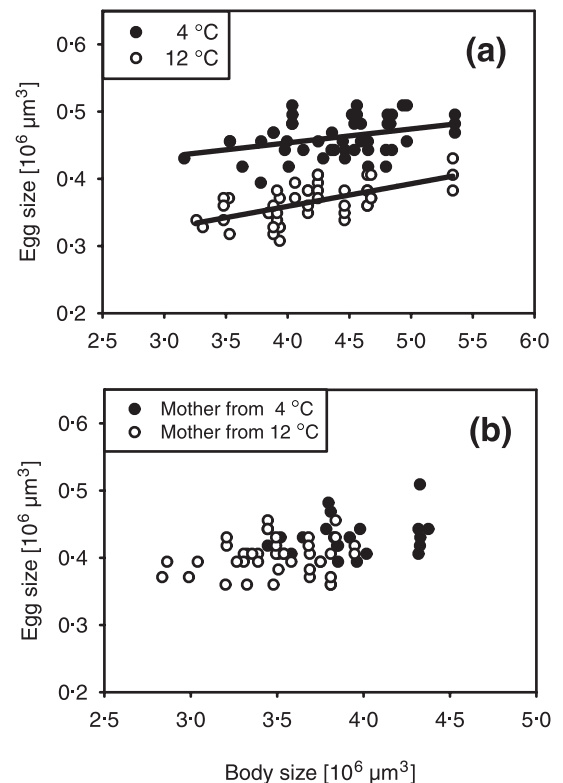 4 °C
12 °C
(a)
0·6
0·5
0·4
0·3
0·2
Egg size [10⁶ µm³]
2·5 3·0 3·5 4·0 4·5 5·0 5·5 6·0
Mother from 4 °C
Mother from 12 °C
(b)
0·6
0·5
0·4
0·3
0·2
Egg size [10⁶ µm³]
2·5 3·0 3·5 4·0 4·5 5·0
Body size [10⁶ µm³]